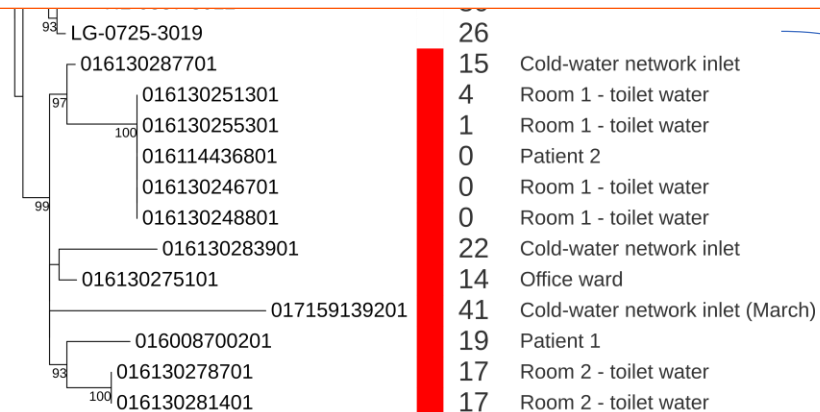 93
LG-0725-3019 26
016130287701 15 Cold-water network inlet
97
016130251301 4 Room 1 - toilet water
100
016130255301 1 Room 1 - toilet water
016114436801 0 Patient 2
016130246701 0 Room 1 - toilet water
99
016130248801 0 Room 1 - toilet water
016130283901 22 Cold-water network inlet
016130275101 14 Office ward
017159139201 41 Cold-water network inlet (March)
016008700201 19 Patient 1
93
016130278701 17 Room 2 - toilet water
100
016130281401 17 Room 2 - toilet water